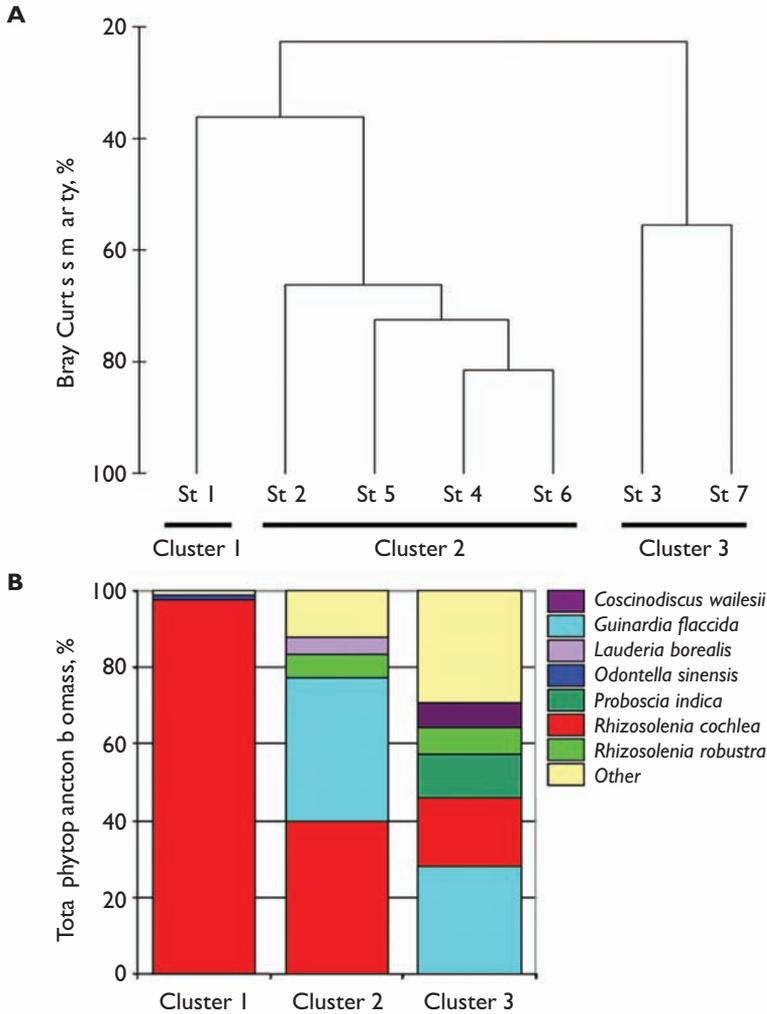 A
20
40
60
80
100
Bray Curt s s m ar ty, %
St 1 St 2 St 5 St 4 St 6 St 3 St 7
Cluster 1 Cluster 2 Cluster 3
B
100
80
60
40
20
0
Tota phytop ancton b omass, %
Coscinodiscus wailesii
Guinardia flaccida
Lauderia borealis
Odontella sinensis
Proboscia indica
Rhizosolenia cochlea
Rhizosolenia robustra
Other
Cluster 1 Cluster 2 Cluster 3